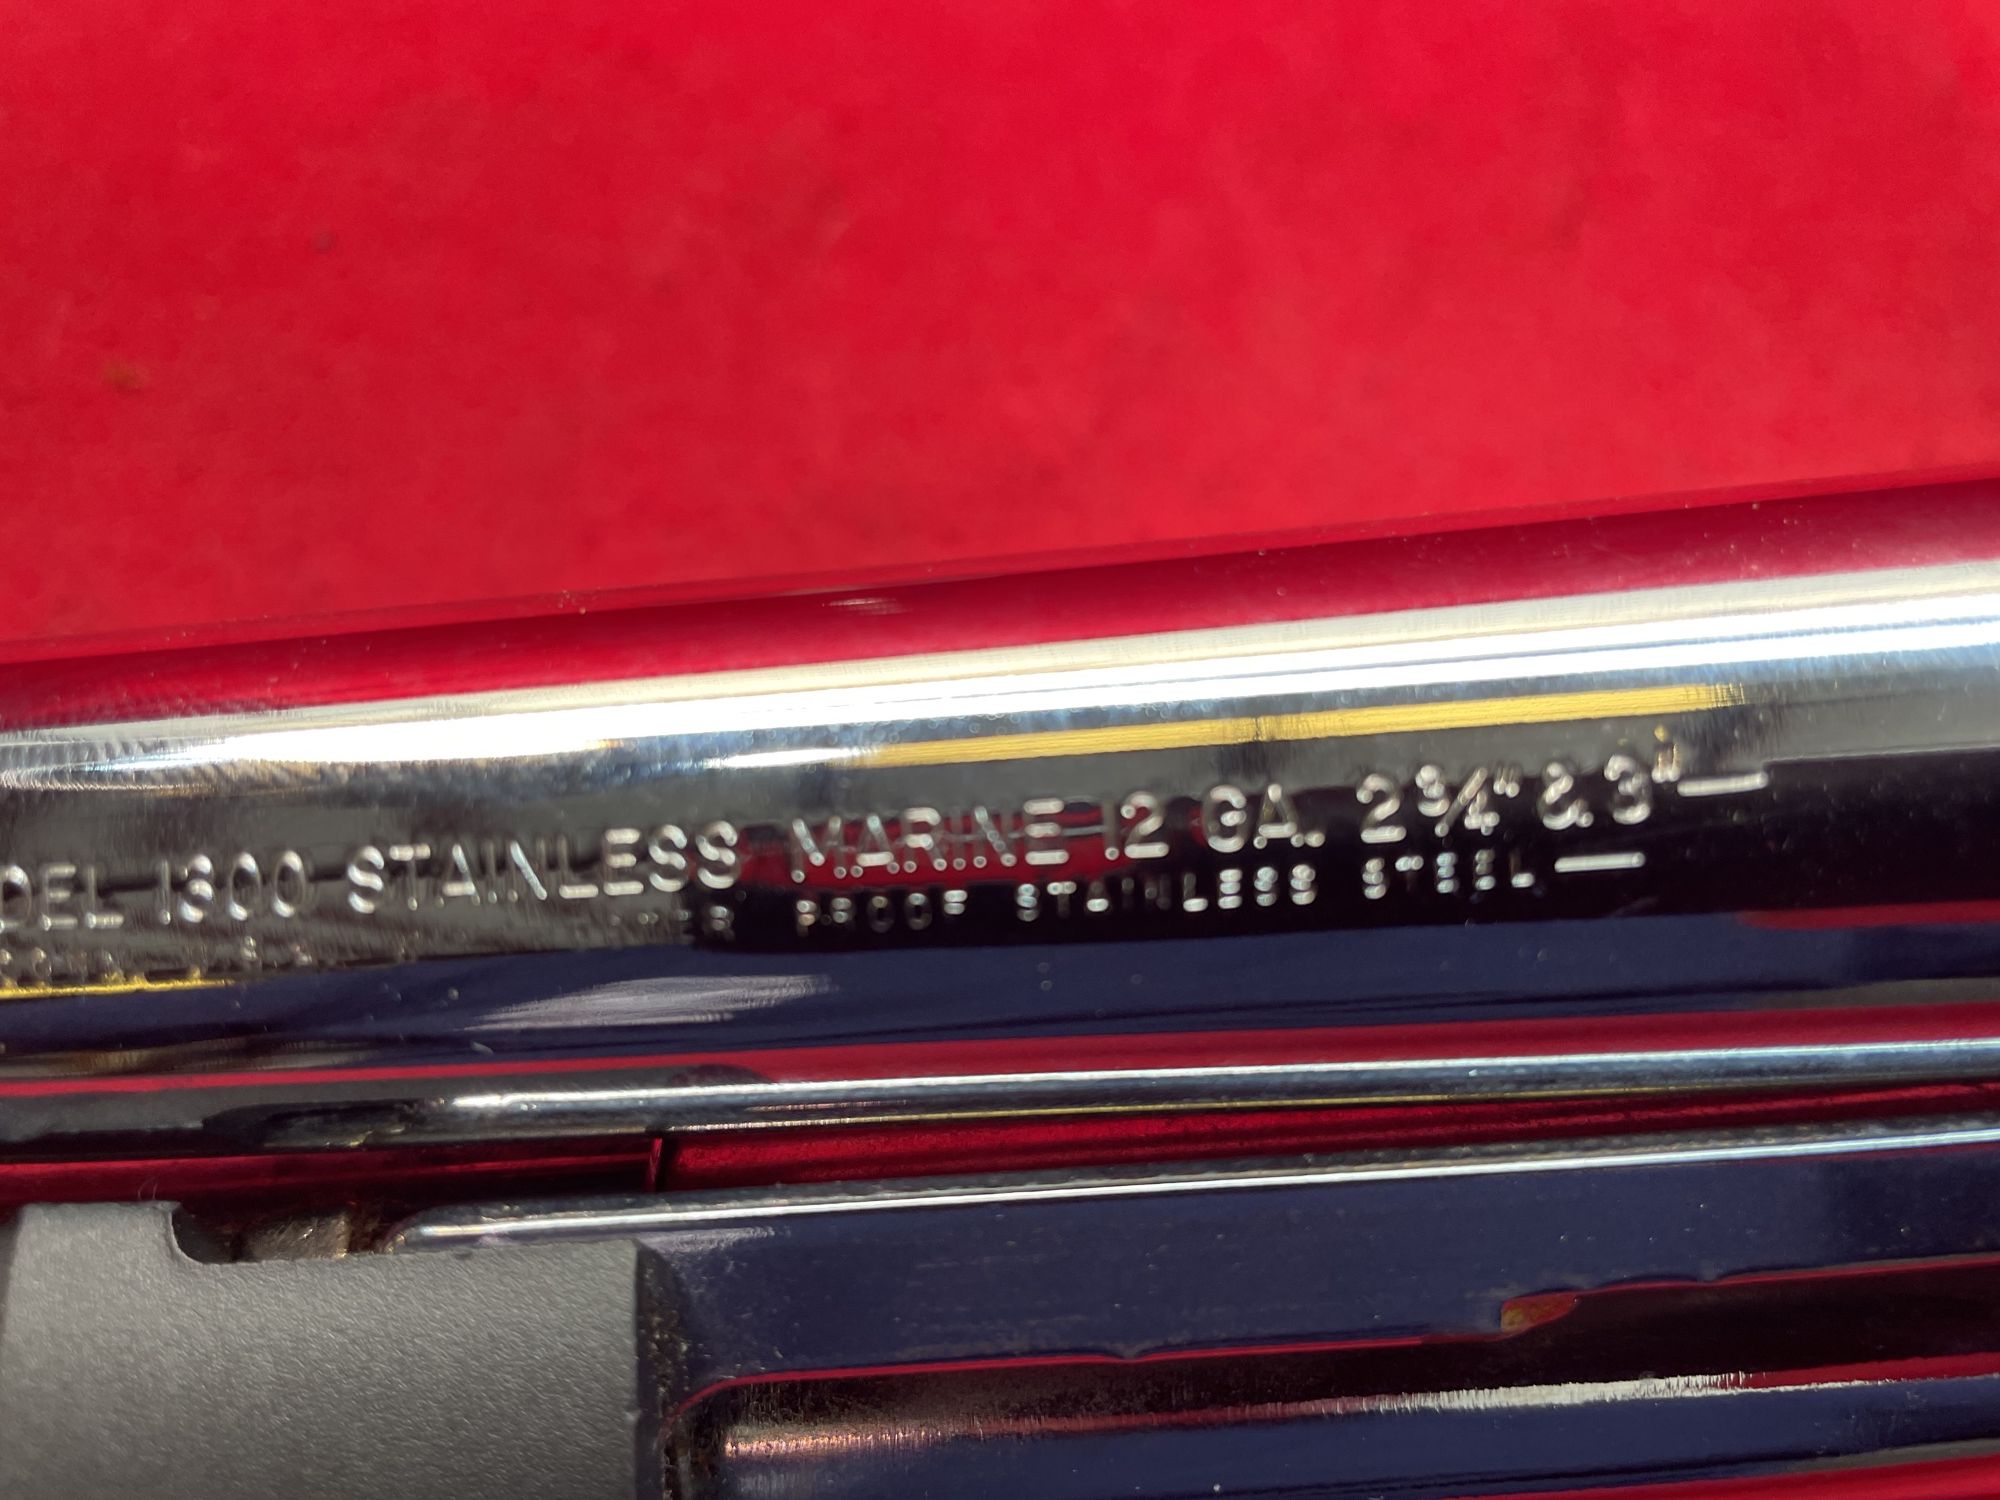 DEL 1300 STAINLESS MARINE 12 GA. 2¾" & 3"—
PROOF STAINLESS STEEL—